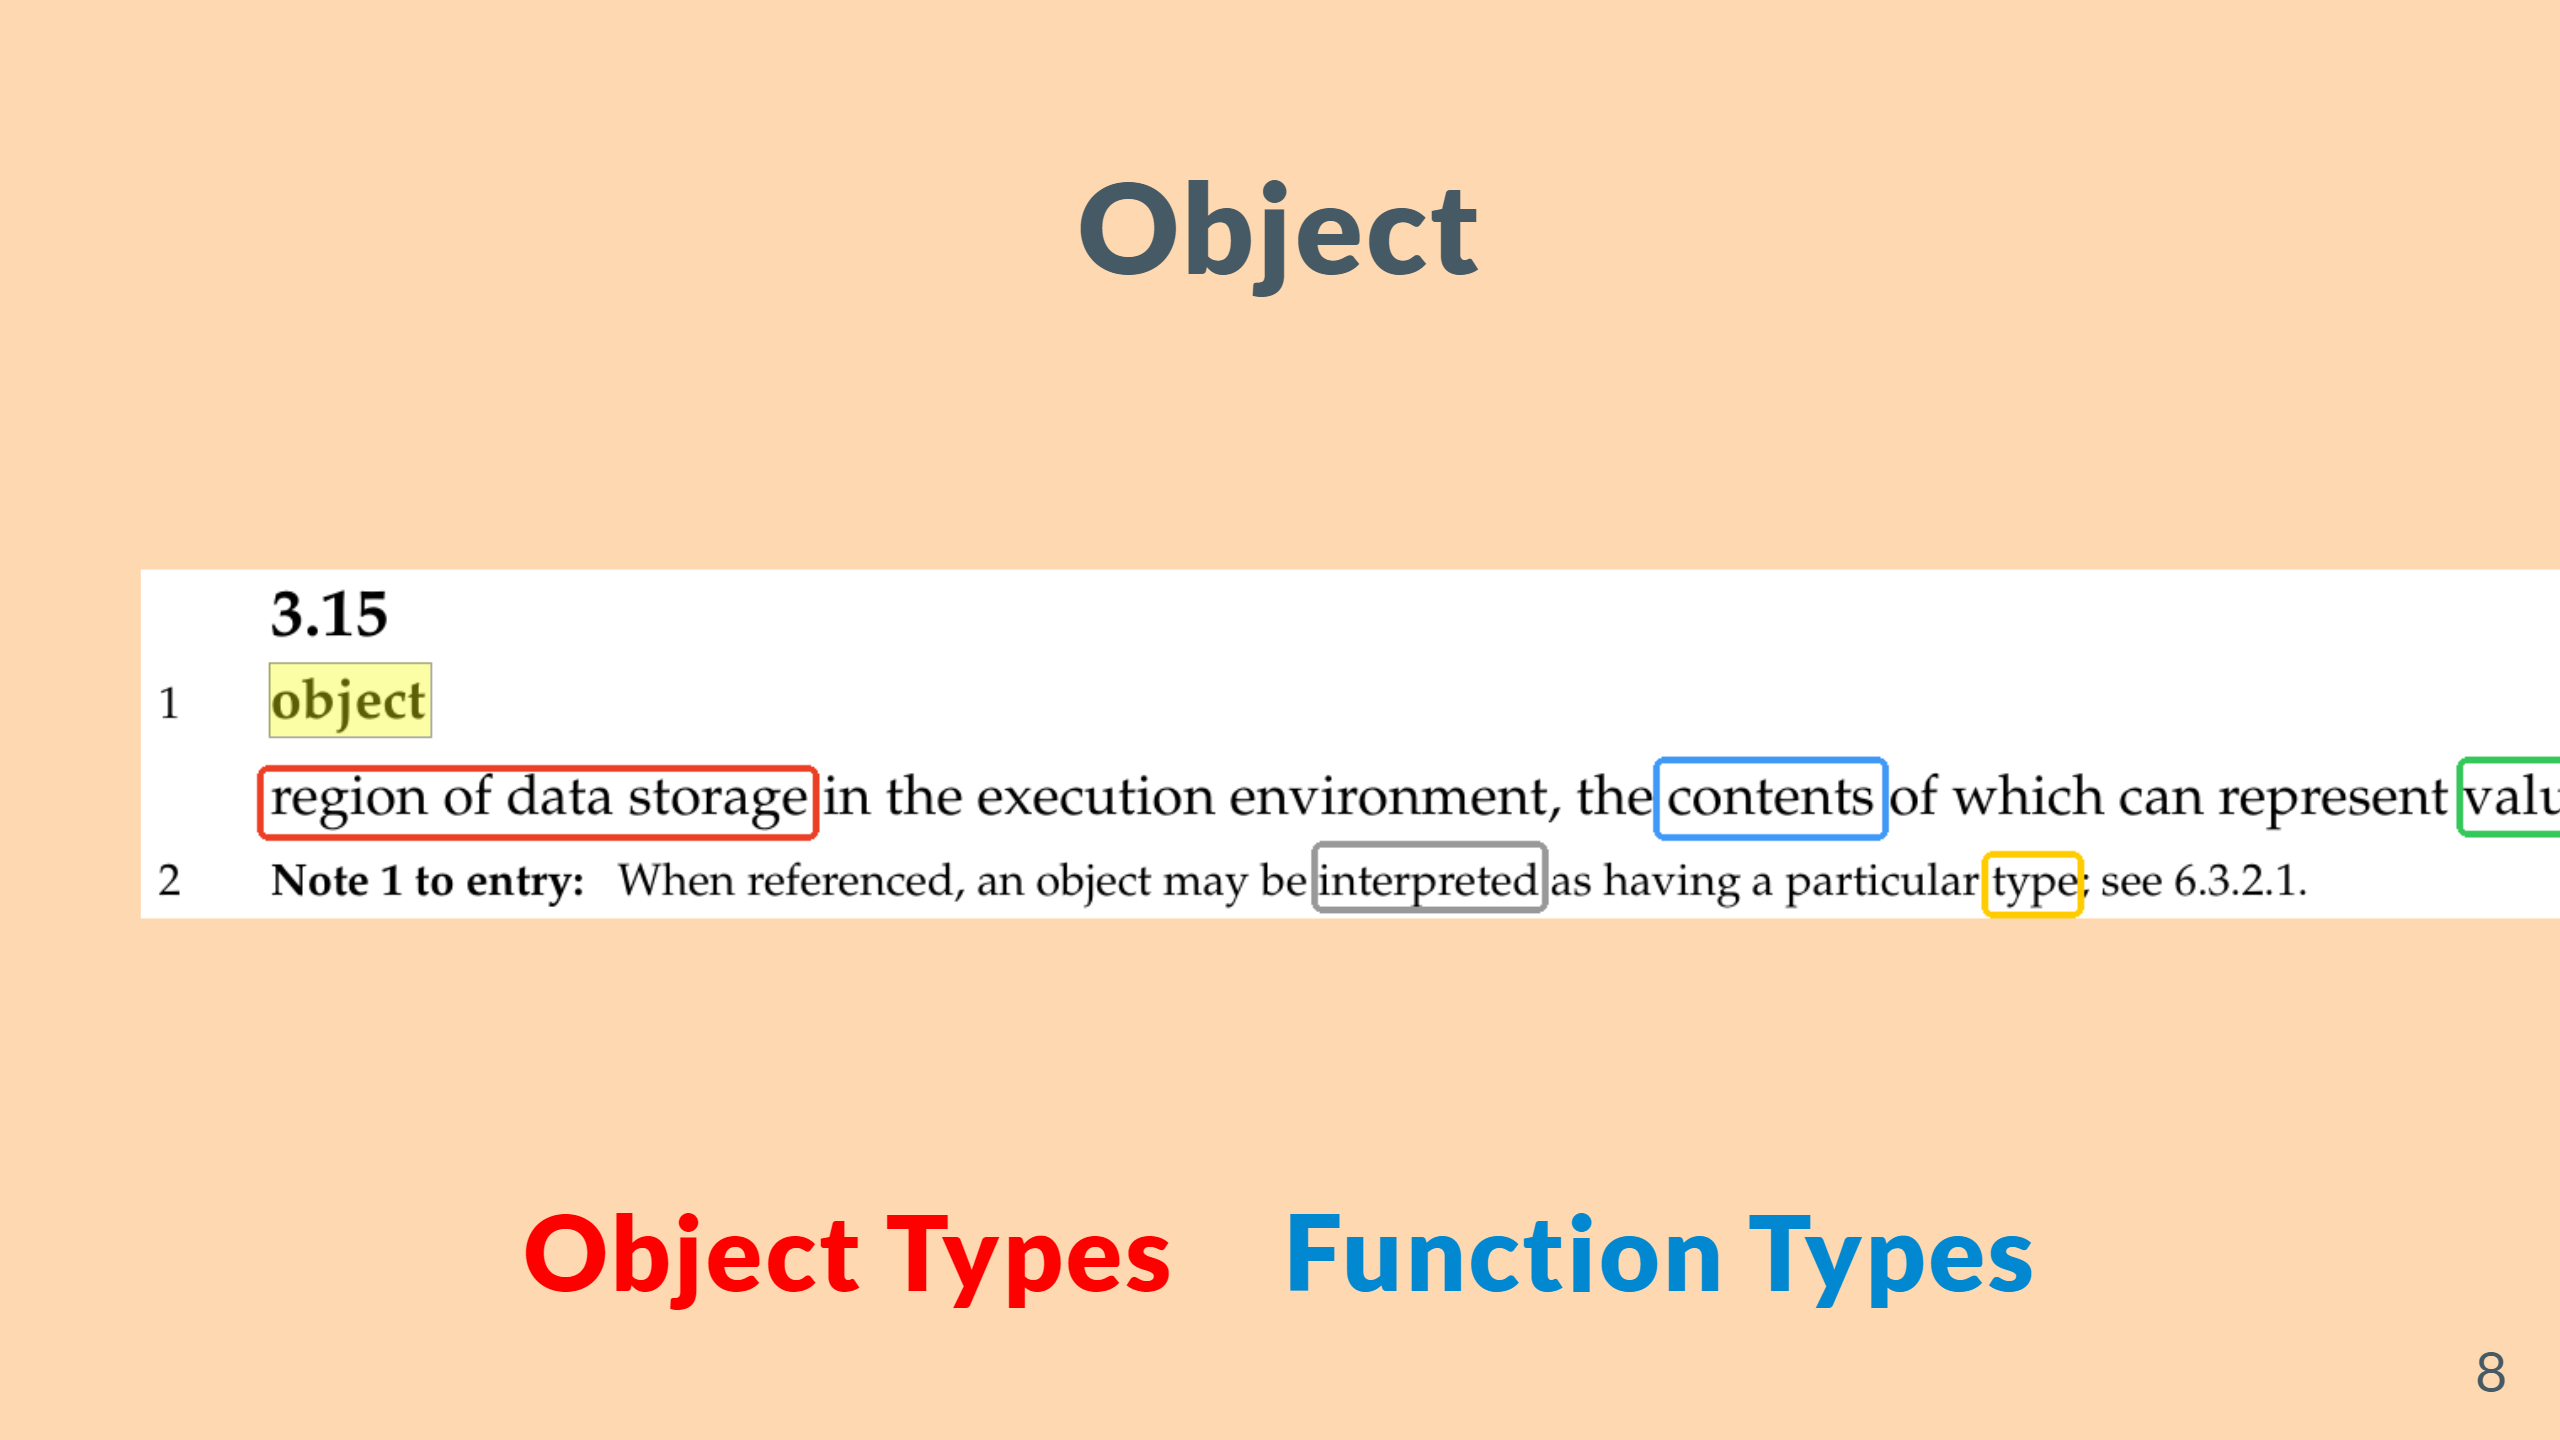 Object
3.15
1 object
region of data storage in the execution environment, the contents of which can represent valu
2 Note 1 to entry: When referenced, an object may be interpreted as having a particular type; see 6.3.2.1.
Object Types Function Types
8